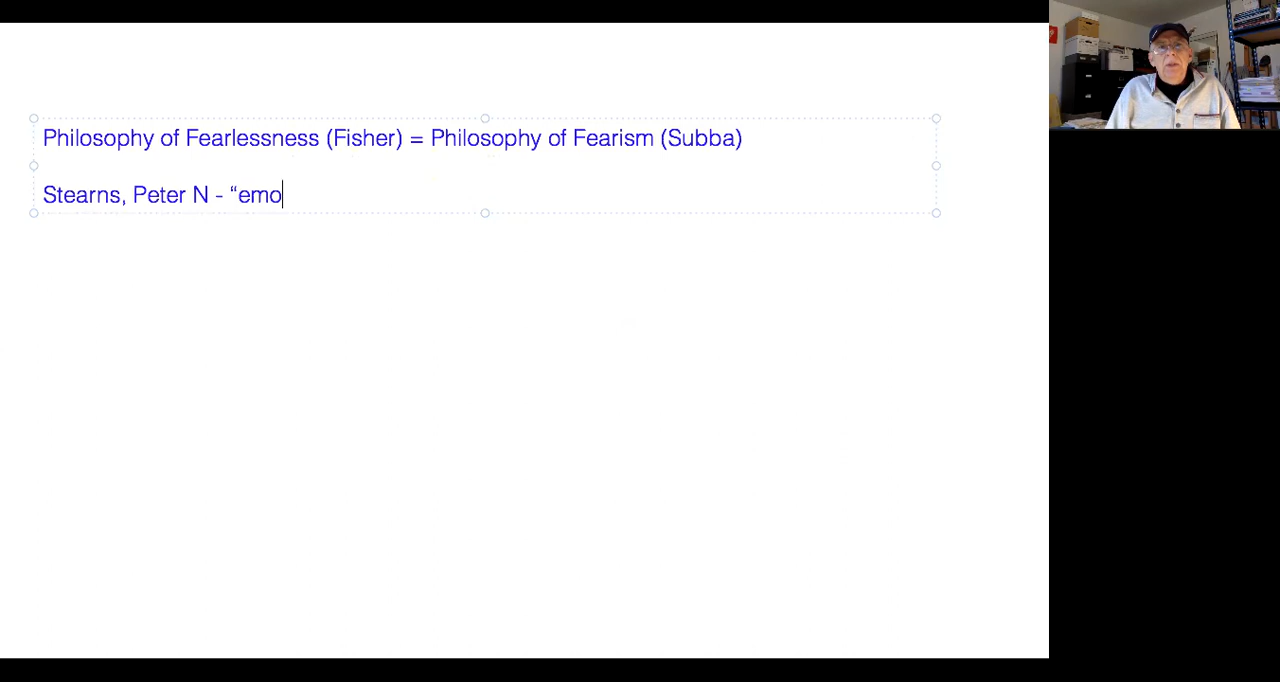 Philosophy of Fearlessness (Fisher) = Philosophy of Fearism (Subba)
Stearns, Peter N - “emo